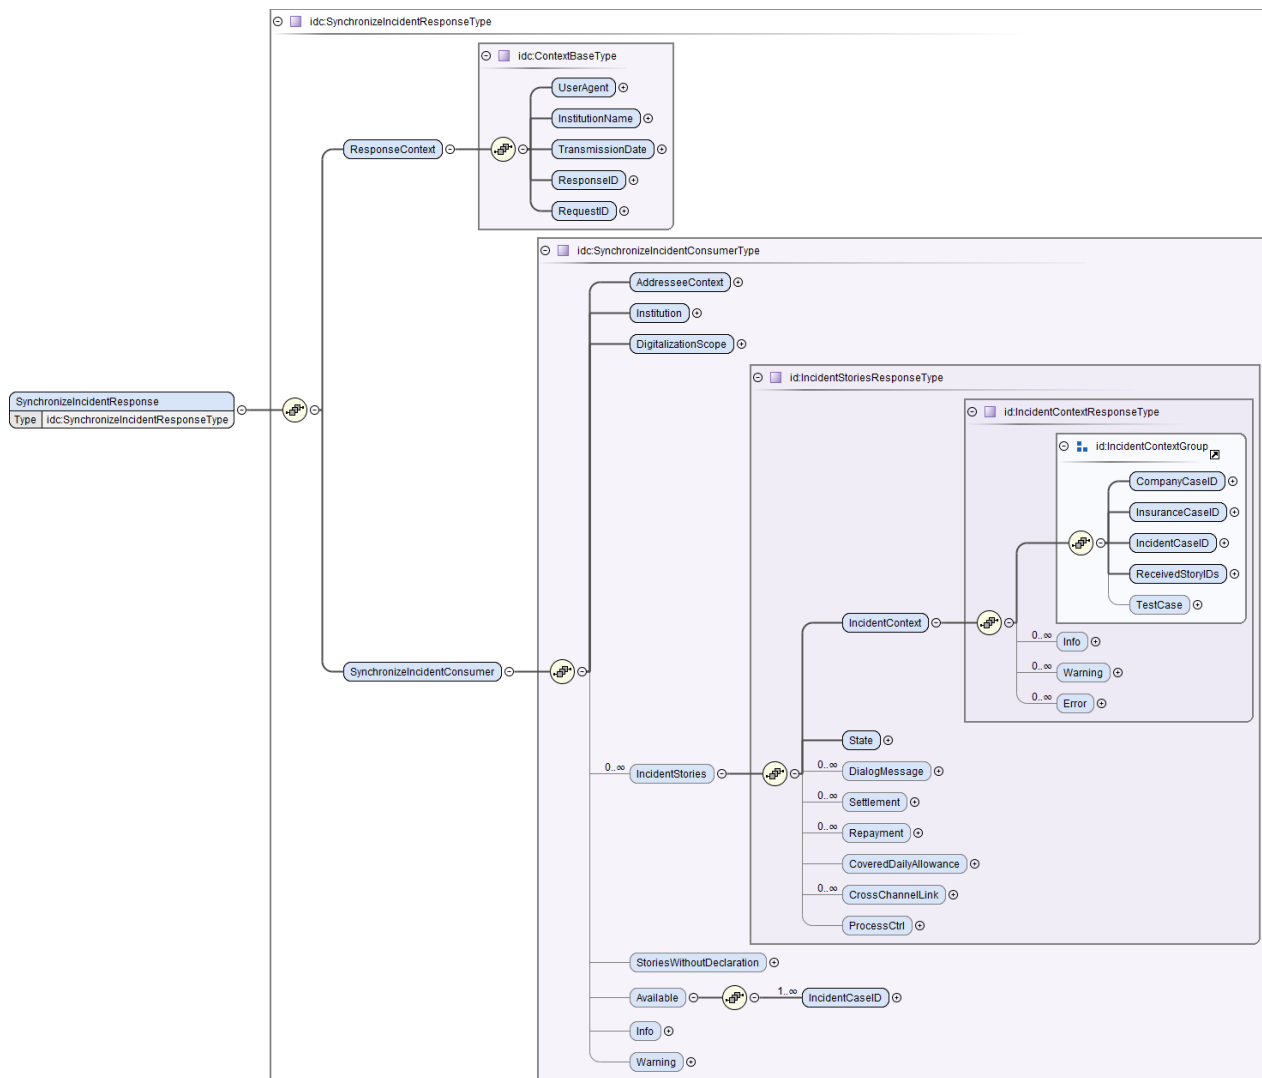 idc:SynchronizeIncidentResponseType
idc:ContextBaseType
UserAgent
InstitutionName
ResponseContext
TransmissionDate
ResponseID
RequestID
idc:SynchronizeIncidentConsumerType
AddresseeContext
Institution
DigitalizationScope
id:IncidentStoriesResponseType
SynchronizeIncidentResponse
Type idc:SynchronizeIncidentResponseType
id:IncidentContextResponseType
id:IncidentContextGroup
CompanyCaseID
InsuranceCaseID
IncidentCaseID
ReceivedStoryIDs
TestCase
IncidentContext
0..∞ Info
SynchronizeIncidentConsumer
0..∞ Warning
0..∞ Error
State
0..∞ IncidentStories
0..∞ DialogMessage
0..∞ Settlement
0..∞ Repayment
CoveredDailyAllowance
0..∞ CrossChannelLink
ProcessCtrl
StoriesWithoutDeclaration
Available 1..∞ IncidentCaseID
Info
Warning